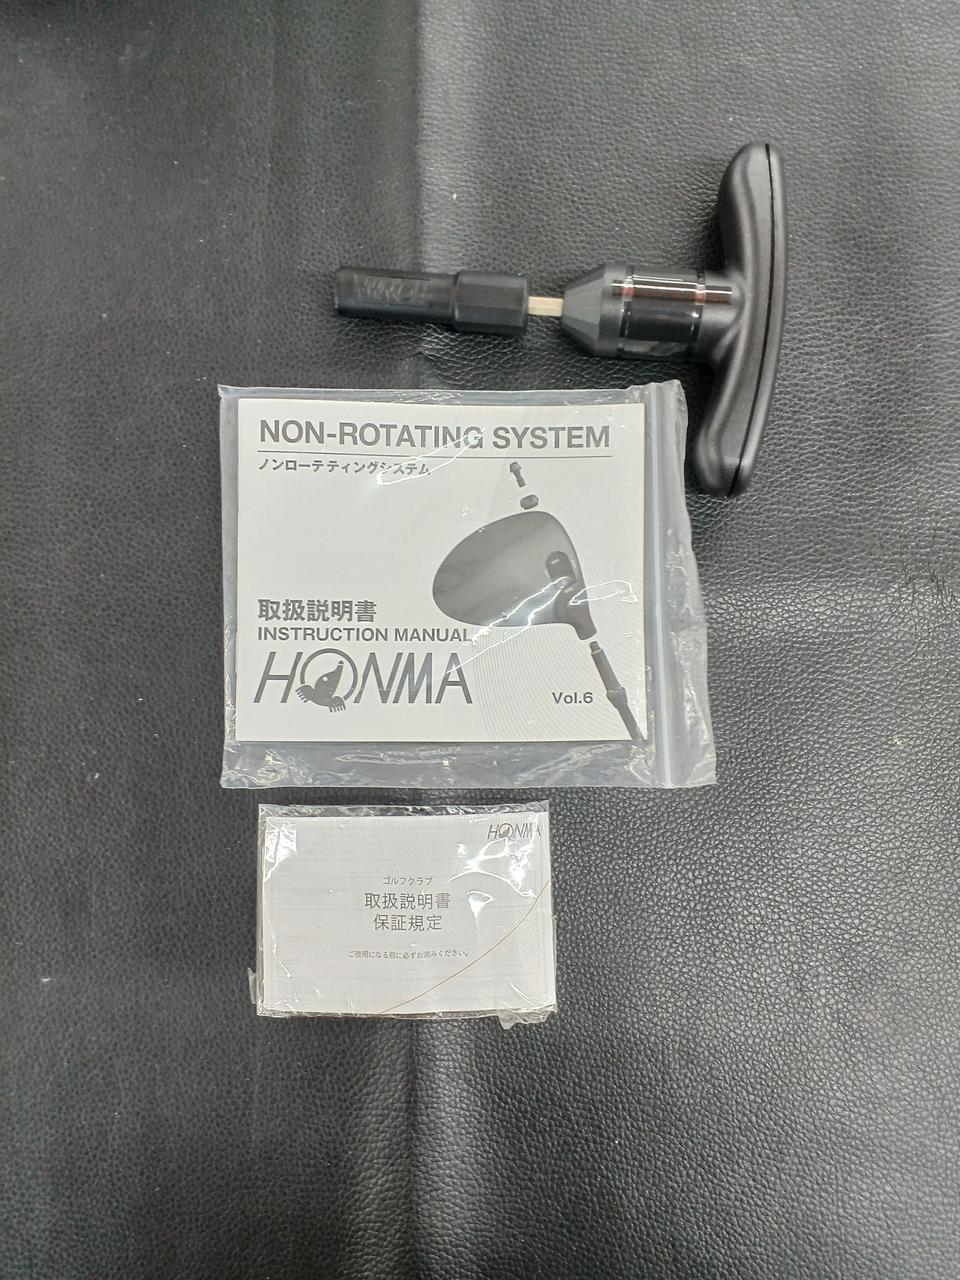 NON-ROTATING SYSTEM
ノンローテティングシステム
取扱説明書
INSTRUCTION MANUAL
HONMA
Vol.6
HONMA
ゴルフクラブ
取扱説明書
保証規定
ご使用になる前に必ずお読みください。